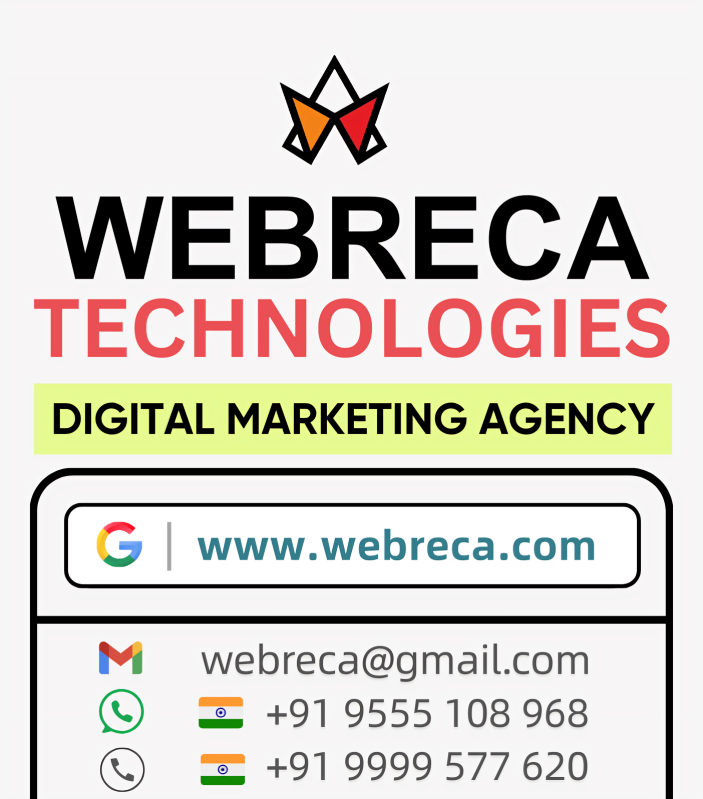 WEBRECA
TECHNOLOGIES
DIGITAL MARKETING AGENCY
www.webreca.com
webreca@gmail.com
+91 9555 108 968
+91 9999 577 620